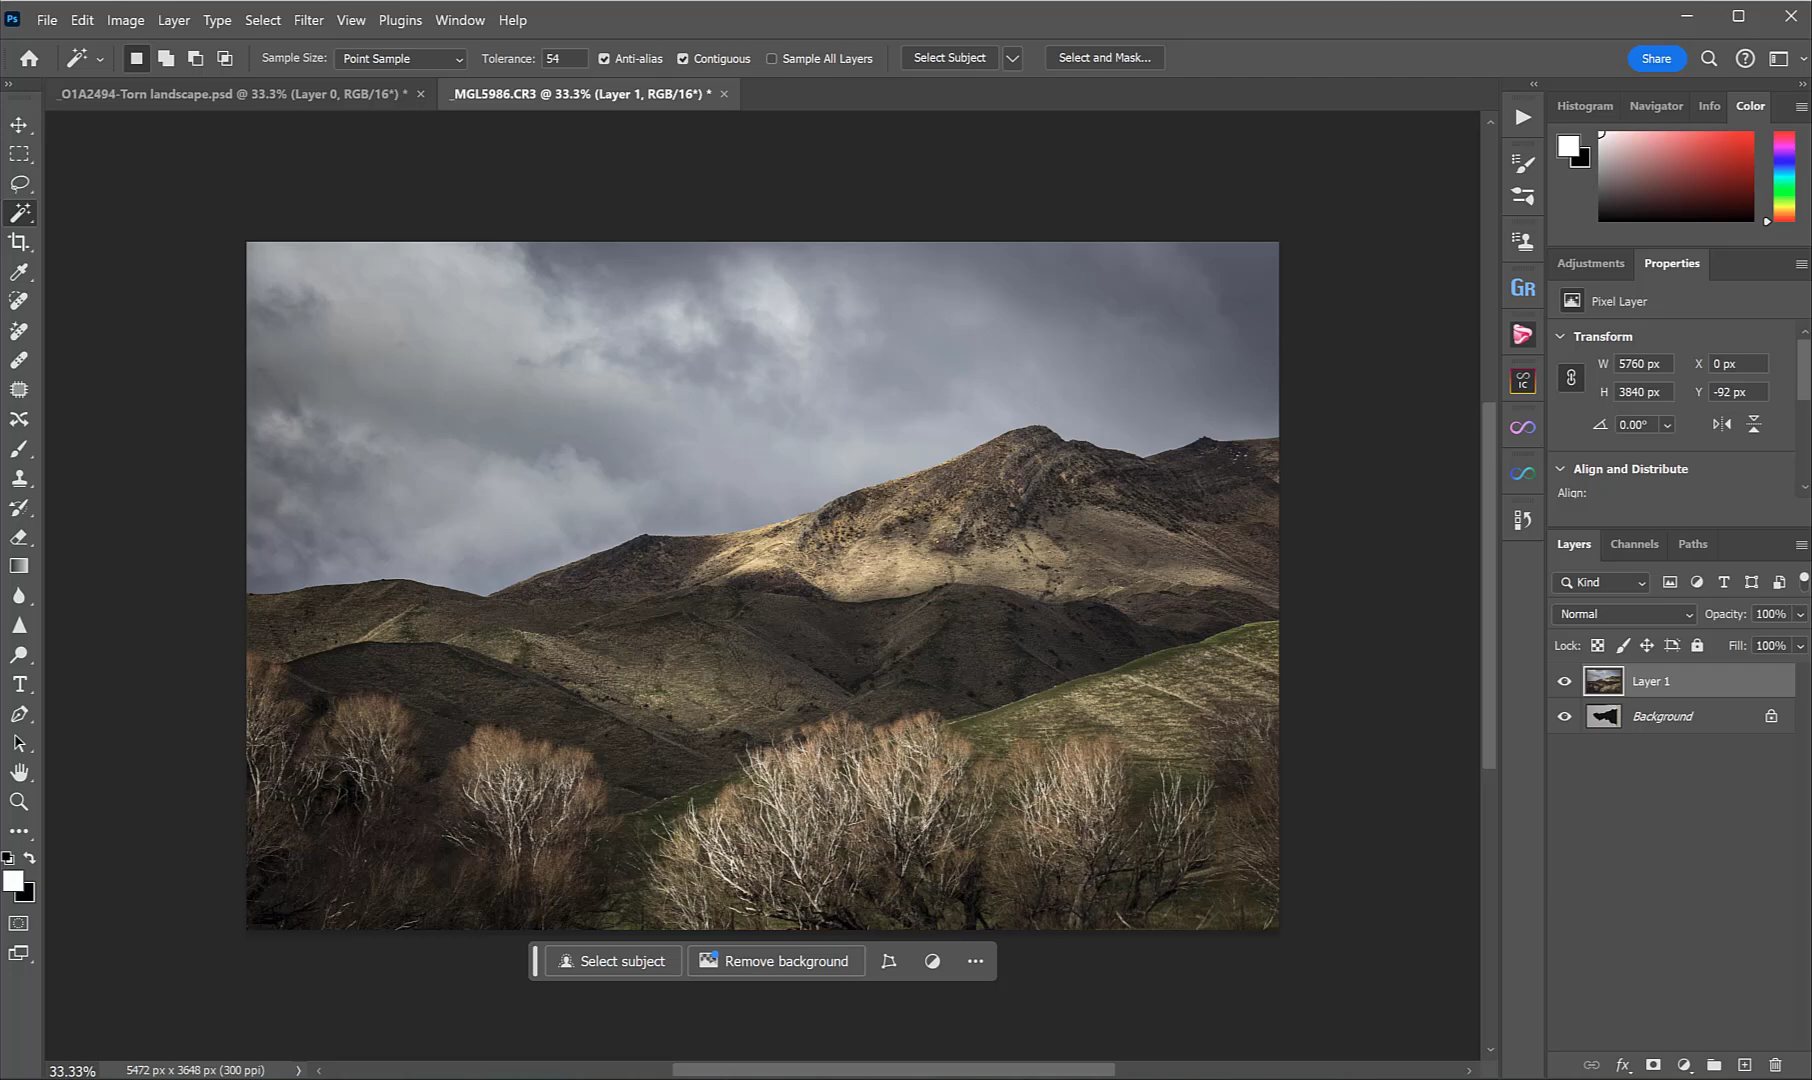 Ps File Edit Image Layer Type Select Filter View Plugins Window Help
Sample Size: Point Sample Tolerance: 54 Anti-alias Contiguous Sample All Layers Select Subject Select and Mask... Share
_O1A2494-Torn landscape.psd @ 33.3% (Layer 0, RGB/16*) * _MGL5986.CR3 @ 33.3% (Layer 1, RGB/16*) *
Histogram Navigator Info Color
Adjustments Properties
Gr
Pixel Layer
Transform
W 5760 px X 0 px
IC
H 3840 px Y -92 px
0.00°
Align and Distribute
Align:
Layers Channels Paths
Kind
Normal Opacity: 100%
Lock: Fill: 100%
Layer 1
Background
Select subject Remove background
33.33% 5472 px x 3648 px (300 ppi)
fx